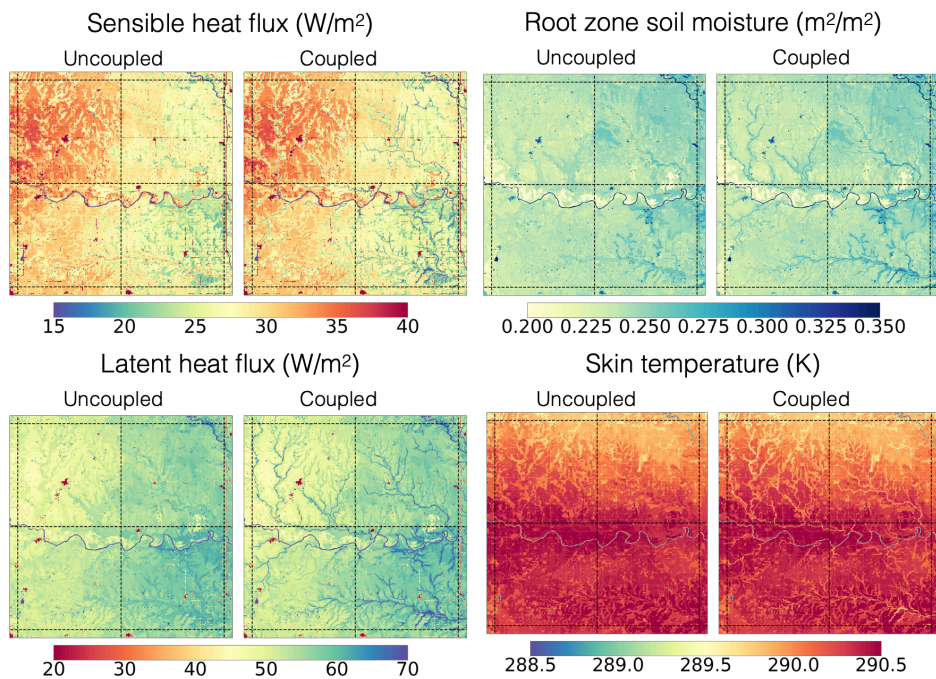 Sensible heat flux (W/m²)
Root zone soil moisture (m²/m²)
Uncoupled
Coupled
Uncoupled
Coupled
15 20 25 30 35 40
0.200 0.225 0.250 0.275 0.300 0.325 0.350
Latent heat flux (W/m²)
Skin temperature (K)
Uncoupled
Coupled
Uncoupled
Coupled
20 30 40 50 60 70
288.5 289.0 289.5 290.0 290.5